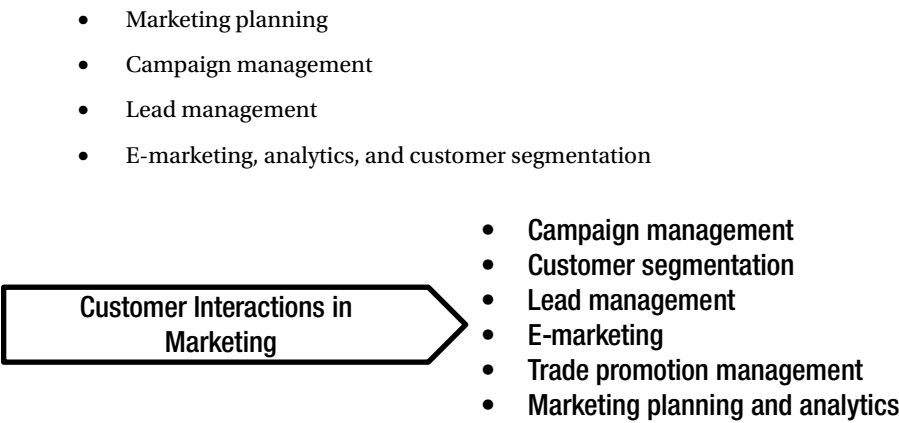 • Marketing planning
• Campaign management
• Lead management
• E-marketing, analytics, and customer segmentation
Customer Interactions in
Marketing
• Campaign management
• Customer segmentation
• Lead management
• E-marketing
• Trade promotion management
• Marketing planning and analytics